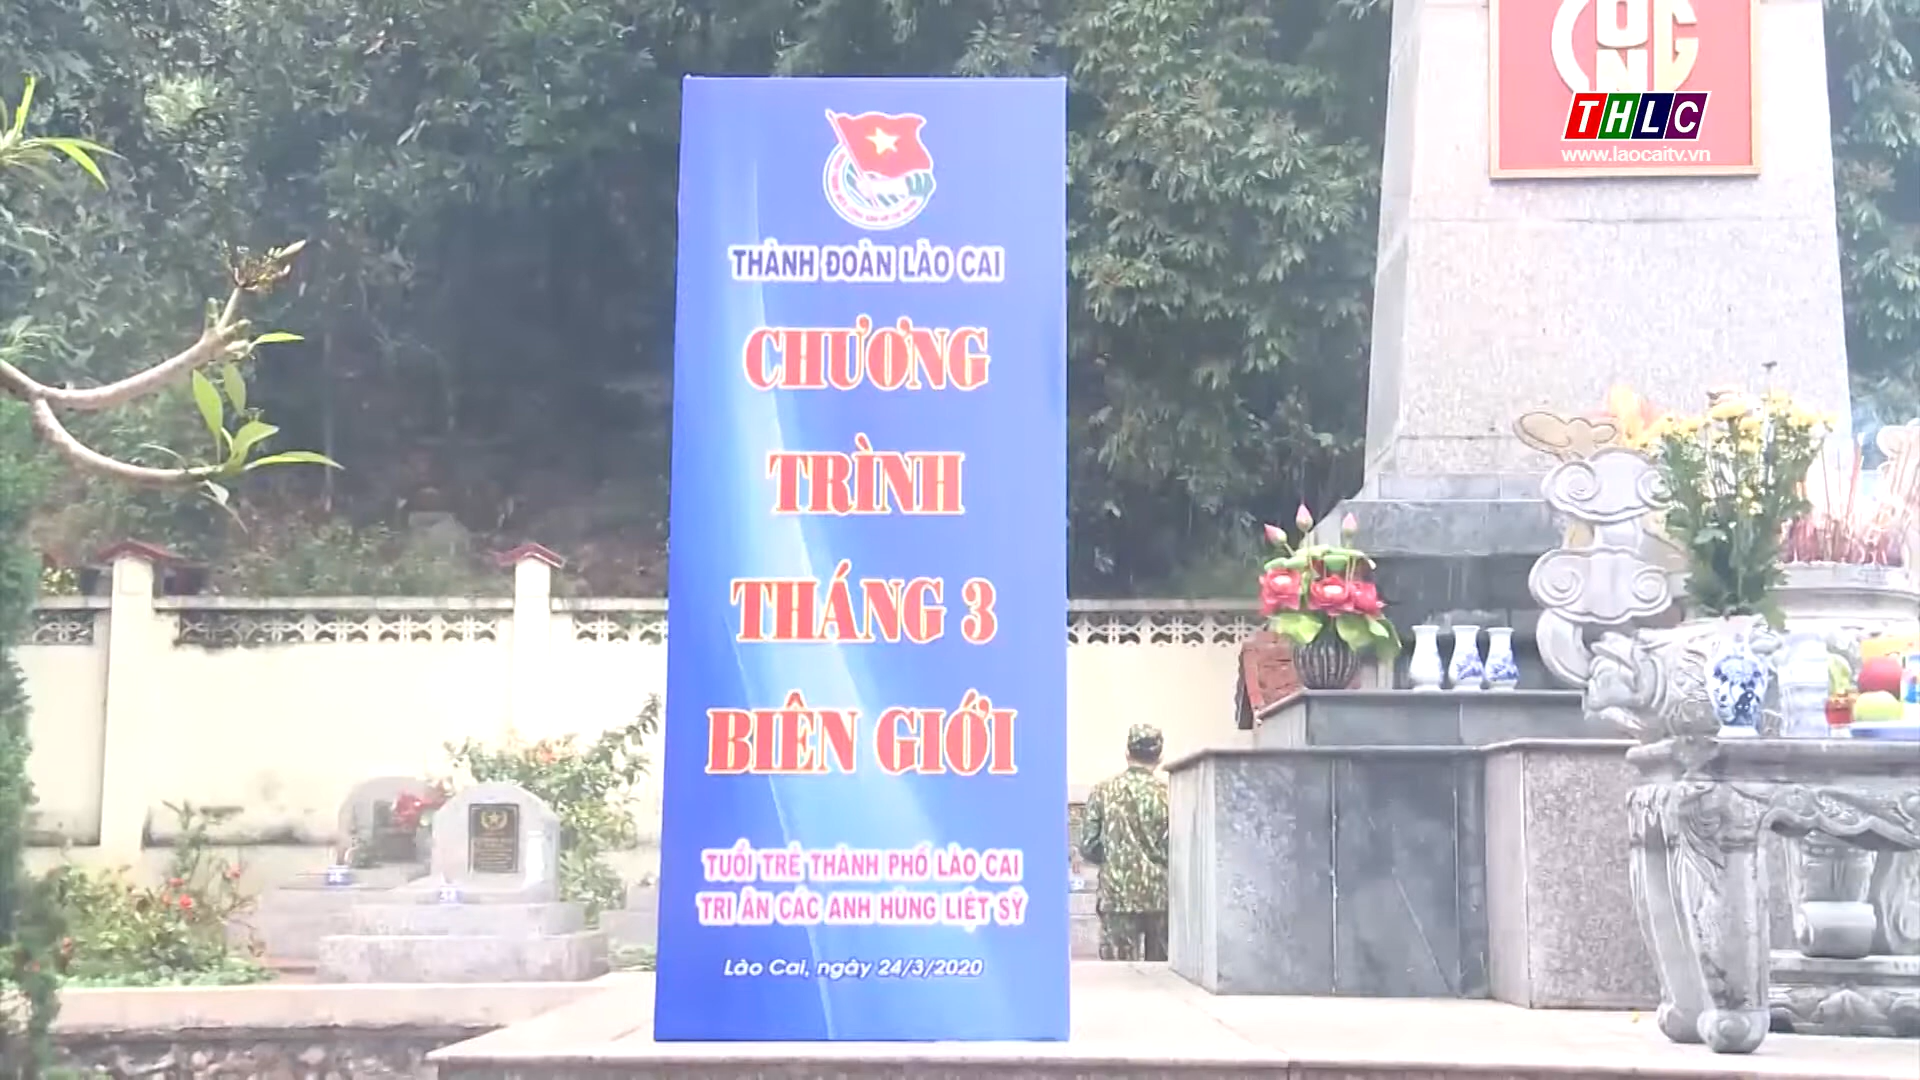 CÔNG
THLC
www.laocaitv.vn
THÀNH ĐOÀN LÀO CAI
CHƯƠNG
TRÌNH
THÁNG 3
BIÊN GIỚI
TUỔI TRẺ THÀNH PHỐ LÀO CAI
TRI ÂN CÁC ANH HÙNG LIỆT SỸ
Lào Cai, ngày 24/3/2020